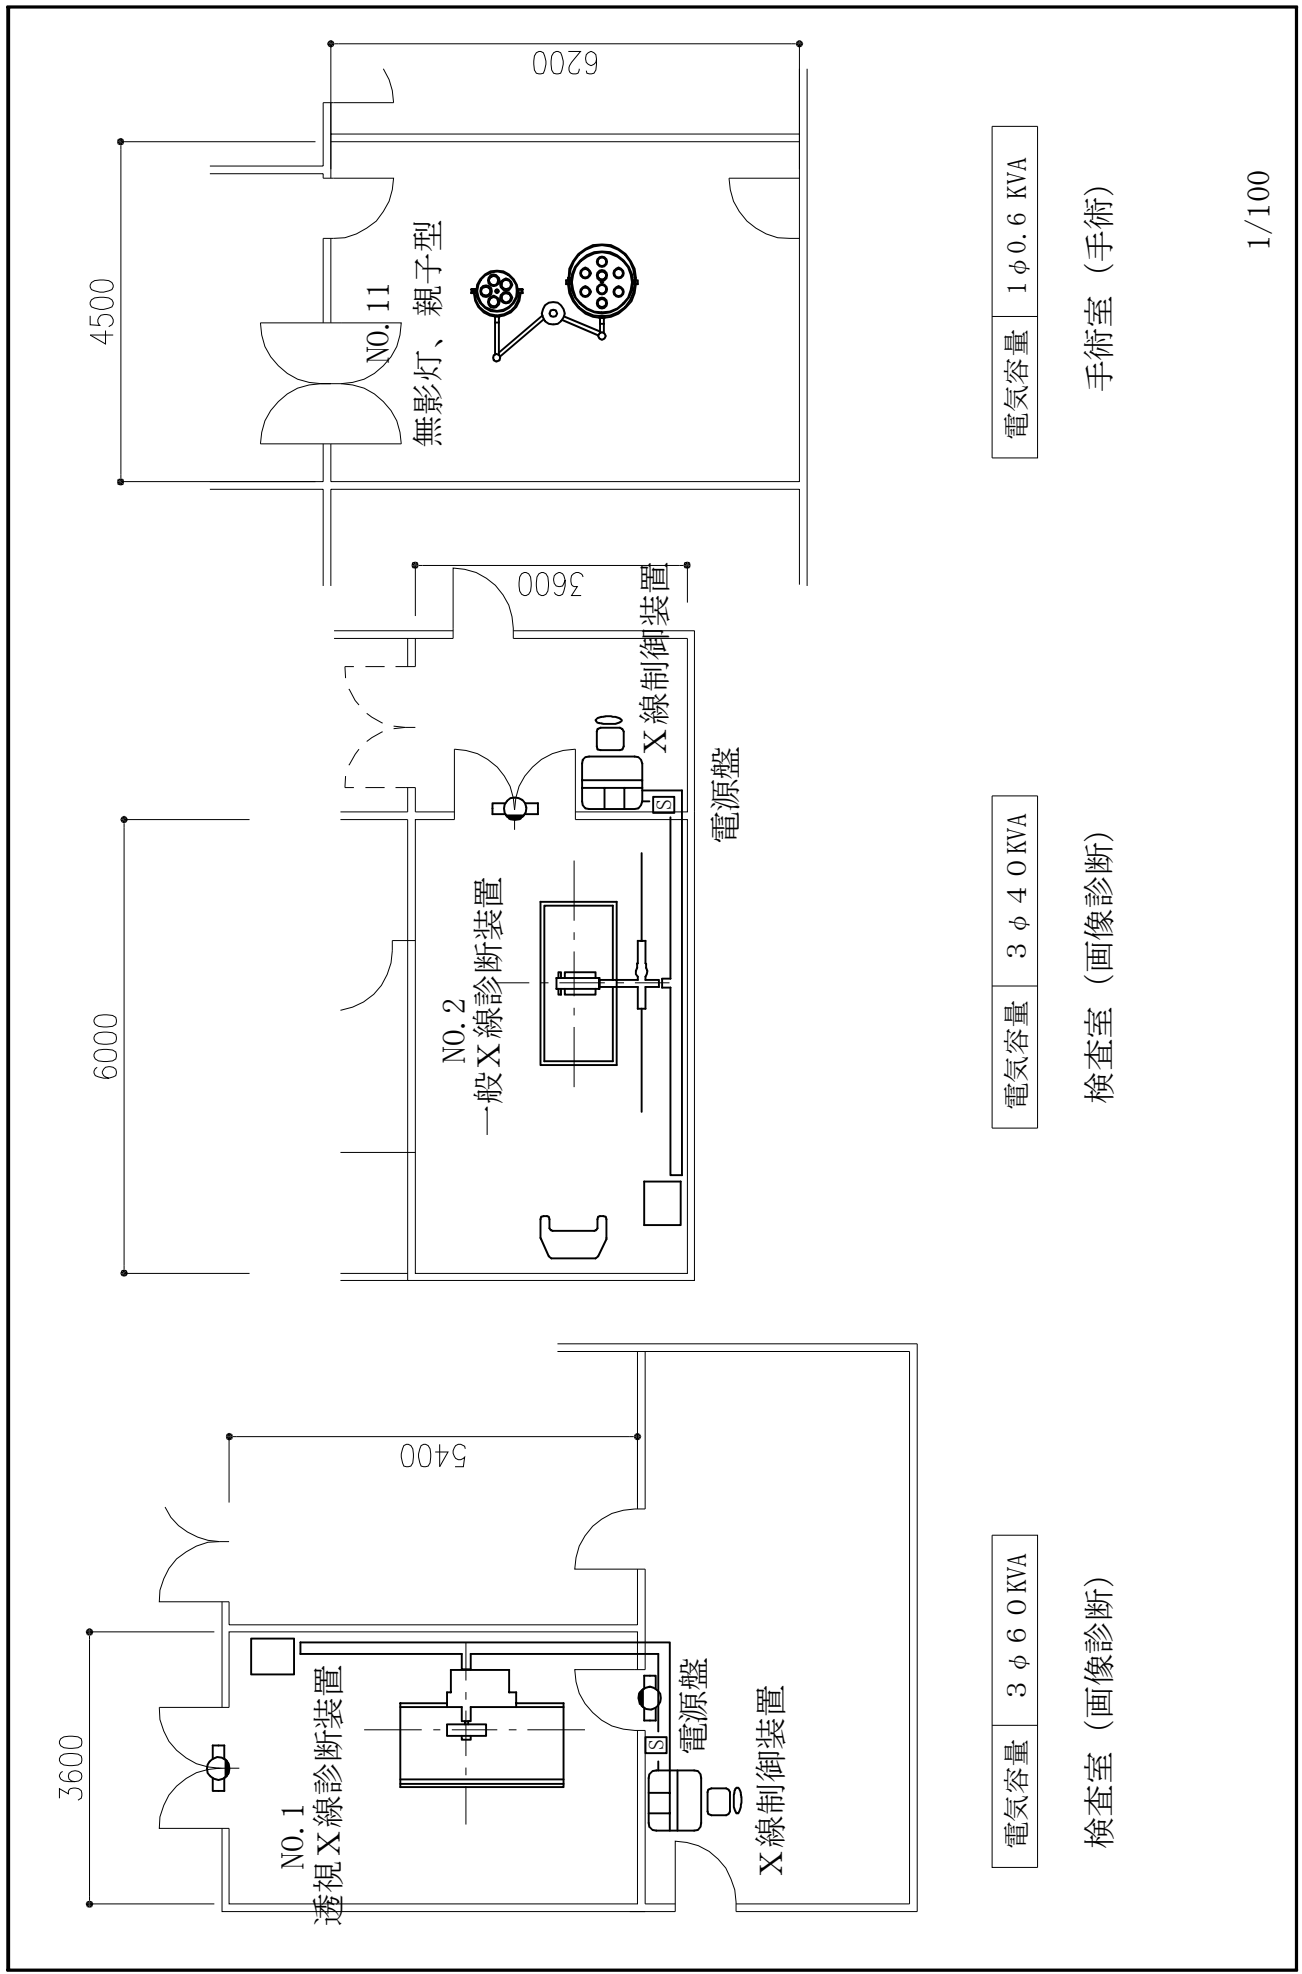 3600
5400
NO.1
透視X線診断装置
電源盤
S
X線制御装置
電気容量 3φ60KVA
検査室（画像診断）
6000
3600
NO.2
一般X線診断装置
X線制御装置
S
電源盤
電気容量 3φ40KVA
検査室（画像診断）
4500
6200
NO.11
無影灯、親子型
電気容量 1φ0.6 KVA
手術室（手術）
1/100